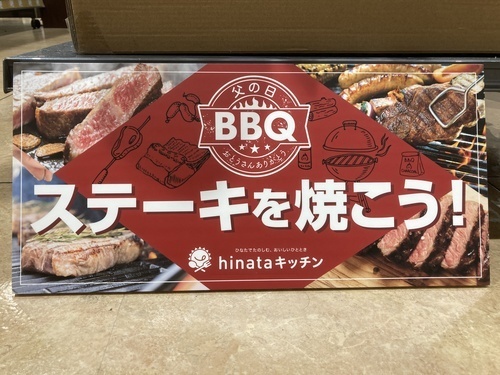 父の日
BBQ
おとうさんありがとう
ステーキを焼こう!
ひなたでたのしむ、おいしいひととき
hinataキッチン